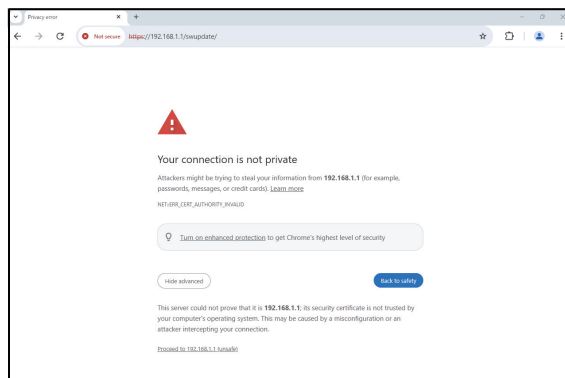 Privacy error
Not secure https://192.168.1.1/swupdate/
Your connection is not private
Attackers might be trying to steal your information from 192.168.1.1 (for example,
passwords, messages, or credit cards). Learn more
NET::ERR_CERT_AUTHORITY_INVALID
Turn on enhanced protection to get Chrome's highest level of security
Hide advanced
Back to safety
This server could not prove that it is 192.168.1.1; its security certificate is not trusted by
your computer's operating system. This may be caused by a misconfiguration or an
attacker intercepting your connection.
Proceed to 192.168.1.1 (unsafe)